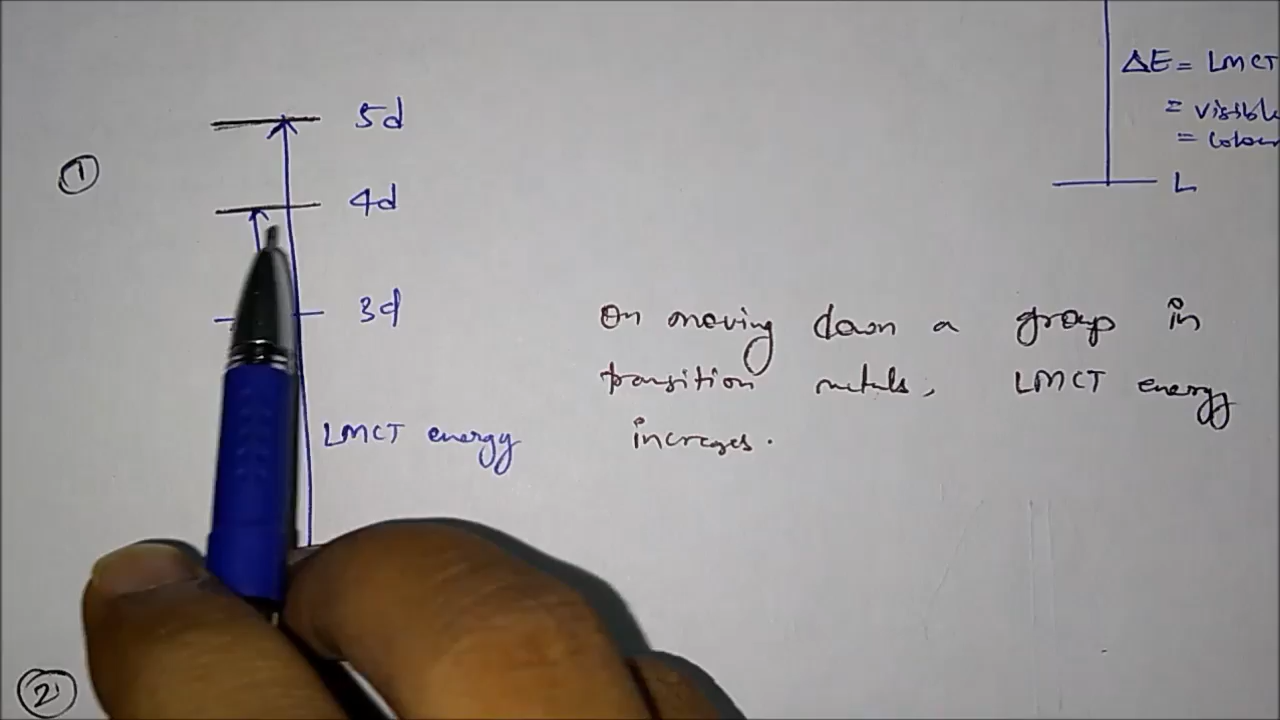 ①
5d
4d
3d
LMCT energy
On moving down a group in
transition metals, LMCT energy
increases.
ΔE = LMCT
= visible
= colour
L
②